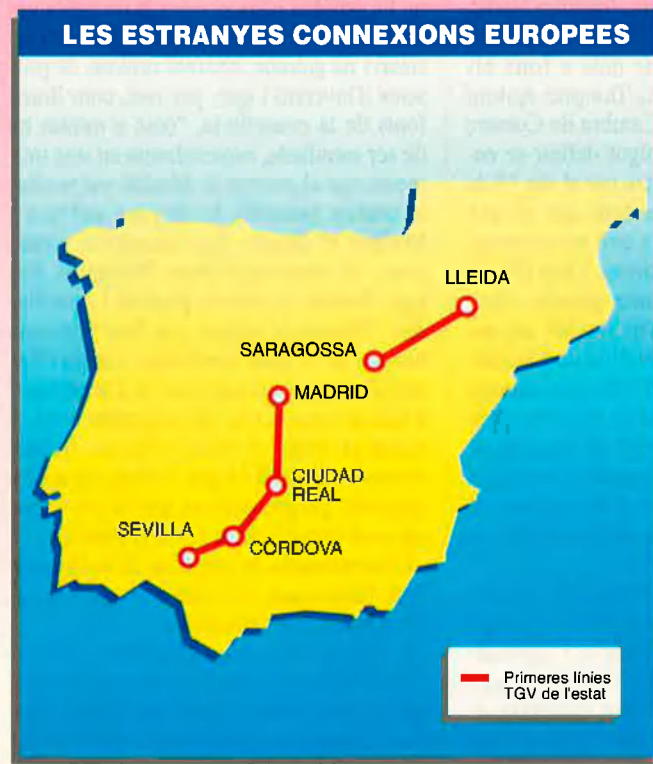 LES ESTRANYES CONNEXIONS EUROPEES
LLEIDA
SARAGOSSA
MADRID
CIUDAD
REAL
SEVILLA
CÒRDOVA
Primeres línies
TGV de l'estat